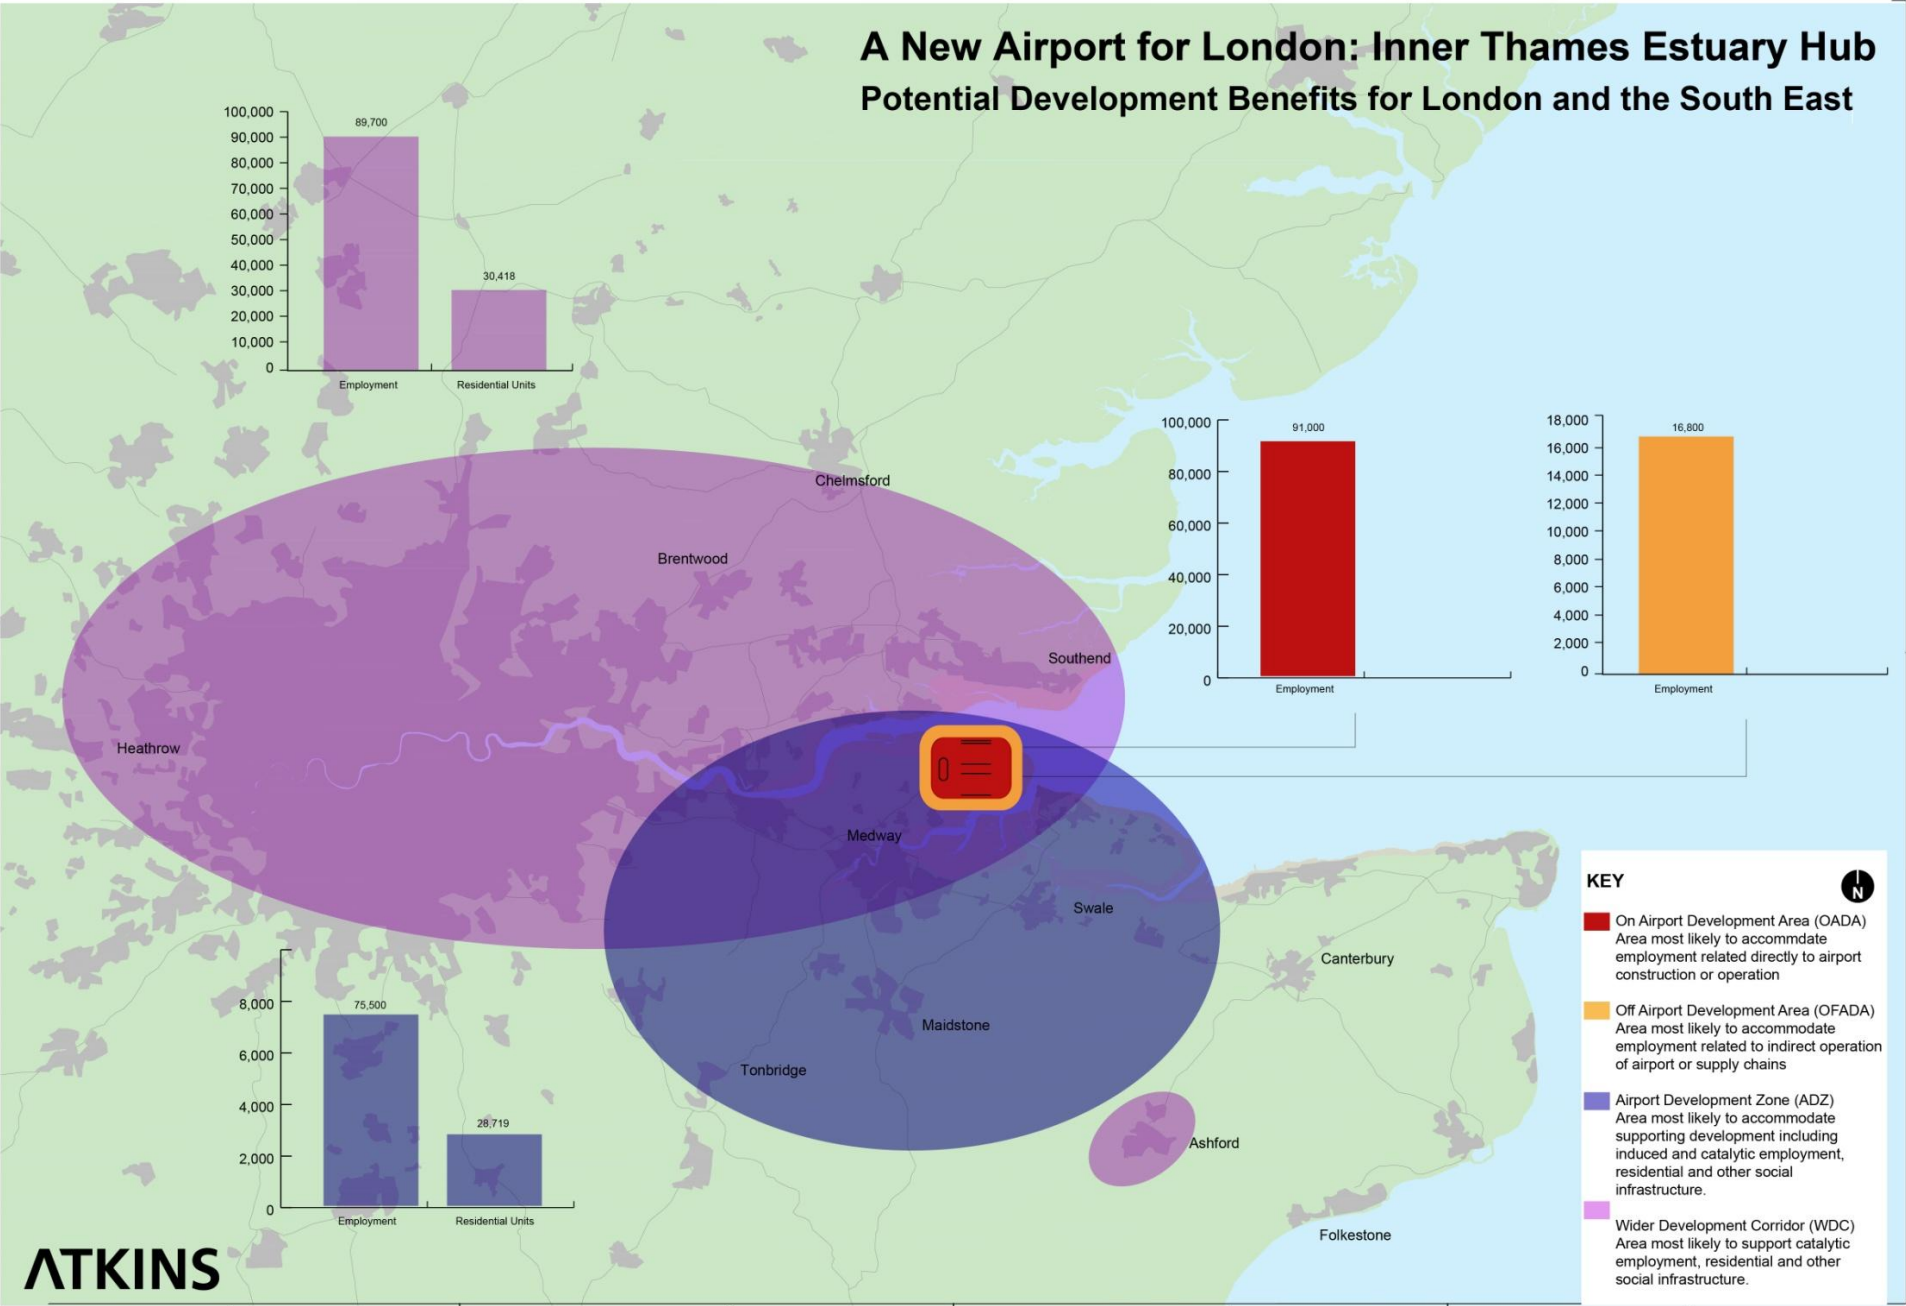 A New Airport for London: Inner Thames Estuary Hub
Potential Development Benefits for London and the South East
100,000
90,000
80,000
70,000
60,000
50,000
40,000
30,000
20,000
10,000
0
89,700
30,418
Employment
Residential Units
100,000
80,000
60,000
40,000
20,000
0
91,000
Employment
18,000
16,000
14,000
12,000
10,000
8,000
6,000
4,000
2,000
0
16,800
Employment
Chelmsford
Brentwood
Southend
Heathrow
Medway
Swale
Canterbury
Maidstone
Tonbridge
Ashford
Folkestone
8,000
6,000
4,000
2,000
0
75,500
28,719
Employment
Residential Units
KEY
N
On Airport Development Area (OADA)
Area most likely to accommdate
employment related directly to airport
construction or operation
Off Airport Development Area (OFADA)
Area most likely to accommodate
employment related to indirect operation
of airport or supply chains
Airport Development Zone (ADZ)
Area most likely to accommodate
supporting development including
induced and catalytic employment,
residential and other social
infrastructure.
Wider Development Corridor (WDC)
Area most likely to support catalytic
employment, residential and other
social infrastructure.
ATKINS